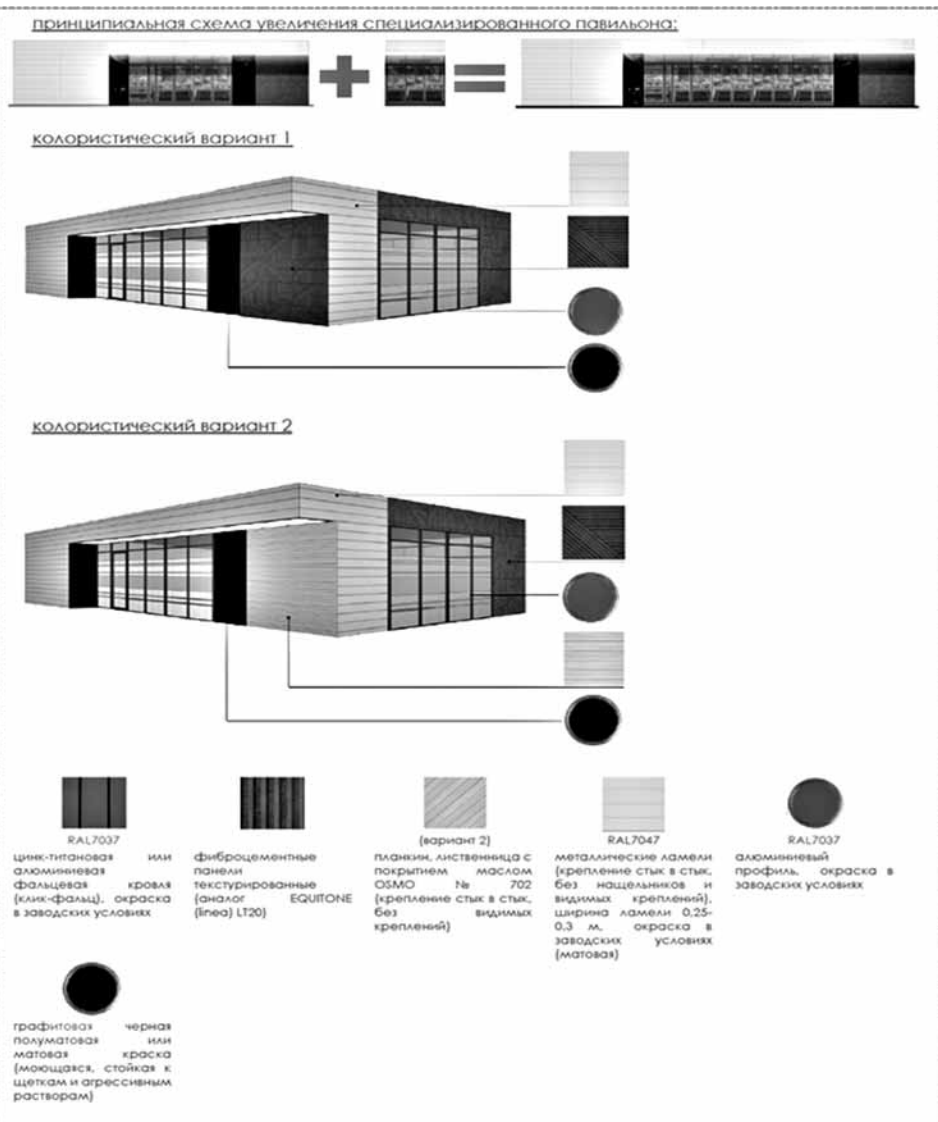 принципиальная схема увеличения специализированного павильона:
колористический вариант 1
колористический вариант 2
RAL7037
цинк-титановая или
алюминиевая
фальцевая кровля
(клик-фальц), окраска
в заводских условиях
фиброцементные
панели
текстурированные
(аналог EQUITONE
(linea) LT20)
(вариант 2)
планкин, лиственница с
покрытием маслом
OSMO № 702
(крепление стык в стык,
без видимых
креплений)
RAL7047
металлические ламели
(крепление стык в стык,
без нащельников и
видимых креплений),
ширина ламели 0,25-
0,3 м, окраска в
заводских условиях
(матовая)
RAL7037
алюминиевый
профиль, окраска в
заводских условиях
графитовая черная
полуматовая или
матовая краска
(моющаяся, стойкая к
щеткам и агрессивным
растворам)